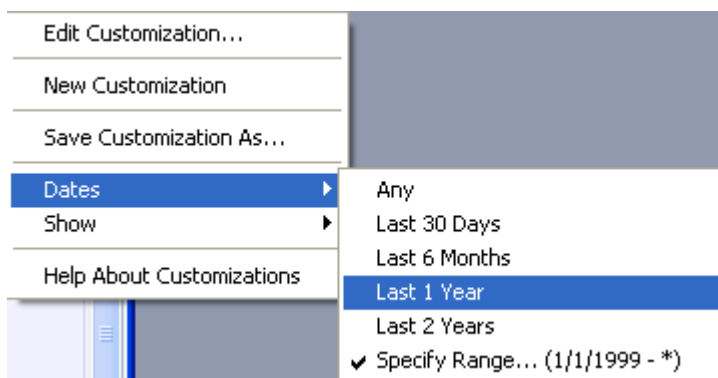 Edit Customization...
New Customization
Save Customization As...
Dates
Show
Help About Customizations
Any
Last 30 Days
Last 6 Months
Last 1 Year
Last 2 Years
Specify Range... (1/1/1999 - *)